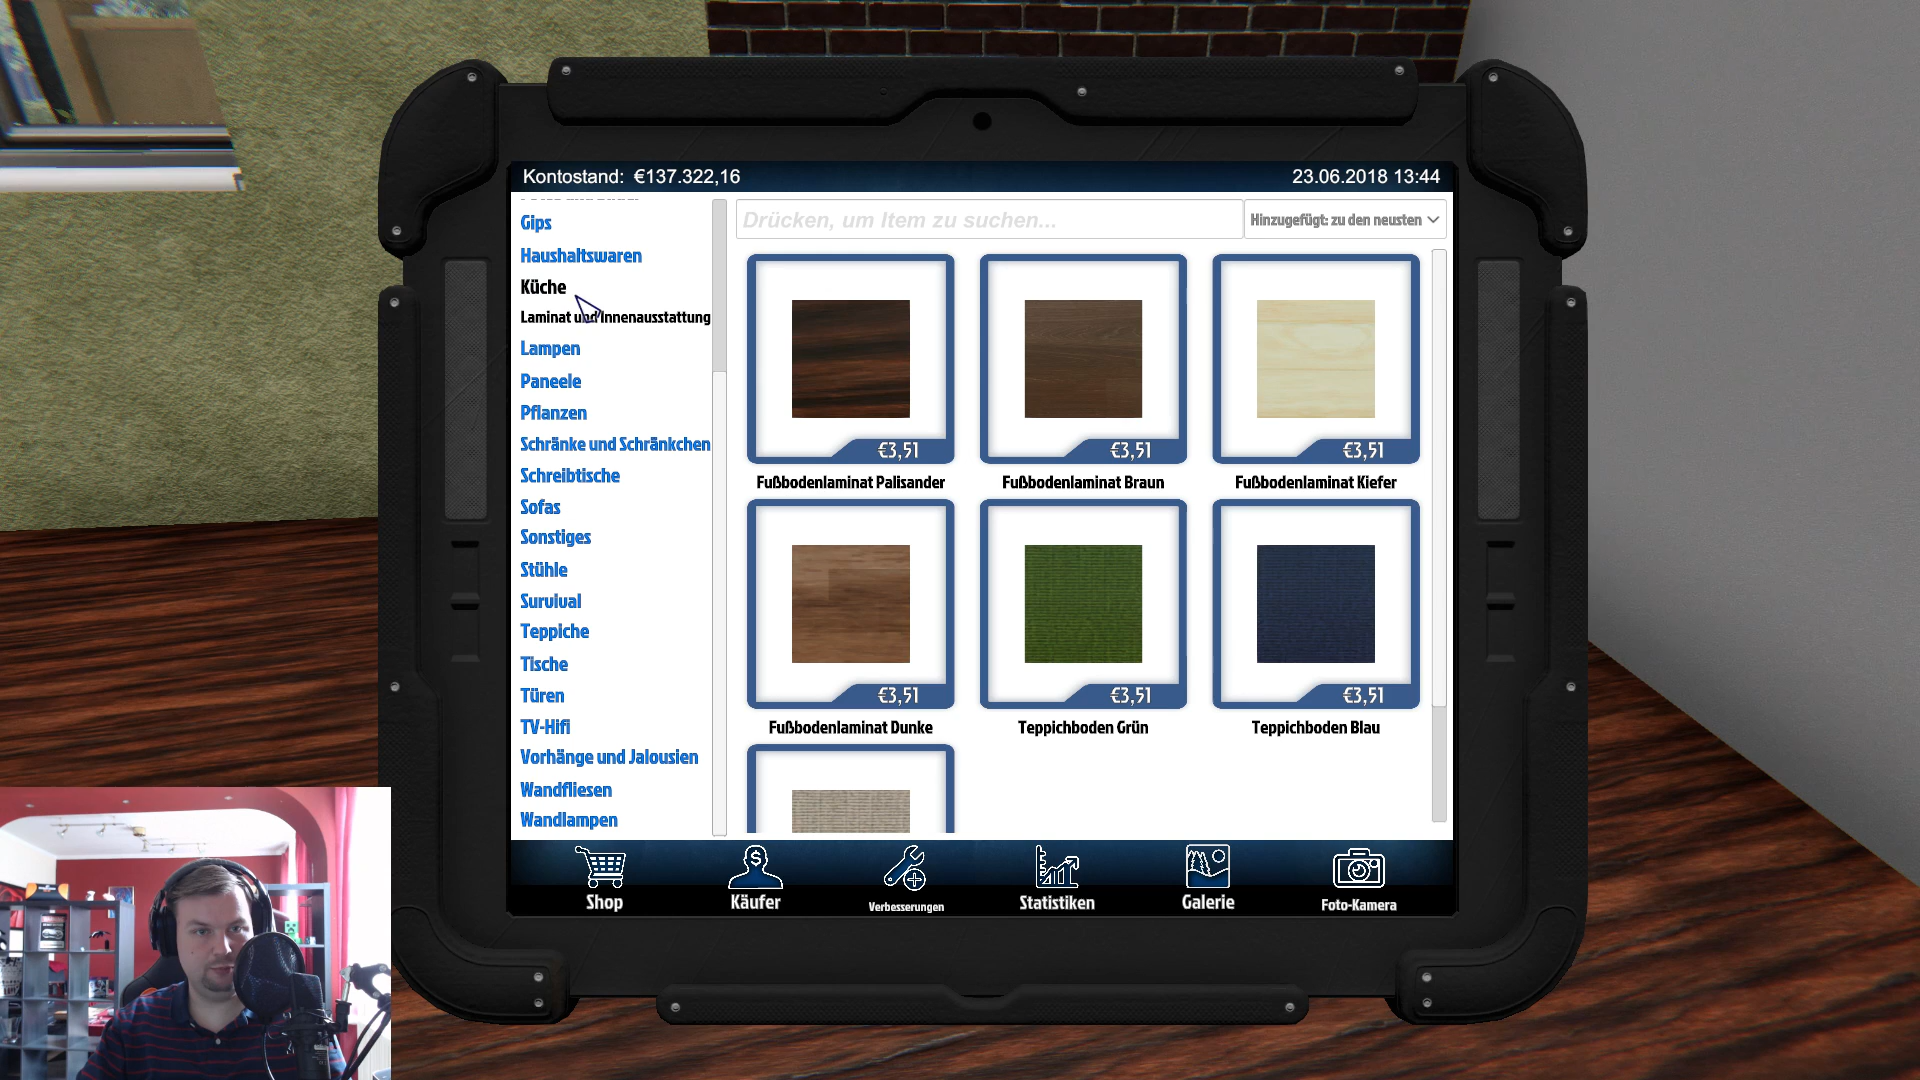 Kontostand: €137.322,16
23.06.2018 13:44
Gips
Haushaltswaren
Küche
Laminat und Innenausstattung
Lampen
Paneele
Pflanzen
Schränke und Schränkchen
Schreibtische
Sofas
Sonstiges
Stühle
Survival
Teppiche
Tische
Türen
TV-Hifi
Vorhänge und Jalousien
Wandfliesen
Wandlampen
Drücken, um Item zu suchen...
Hinzugefügt: zu den neusten
€3,51
€3,51
€3,51
Fußbodenlaminat Palisander
Fußbodenlaminat Braun
Fußbodenlaminat Kiefer
€3,51
€3,51
€3,51
Fußbodenlaminat Dunke
Teppichboden Grün
Teppichboden Blau
Shop
Käufer
Verbesserungen
Statistiken
Galerie
Foto-Kamera